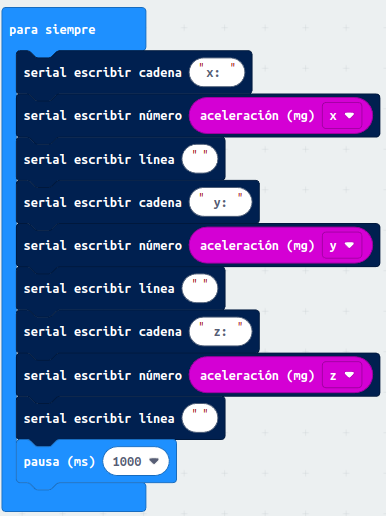 para siempre
serial escribir cadena "x: "
serial escribir número aceleración (mg) x
serial escribir línea " "
serial escribir cadena " y: "
serial escribir número aceleración (mg) y
serial escribir línea " "
serial escribir cadena " z: "
serial escribir número aceleración (mg) z
serial escribir línea " "
pausa (ms) 1000